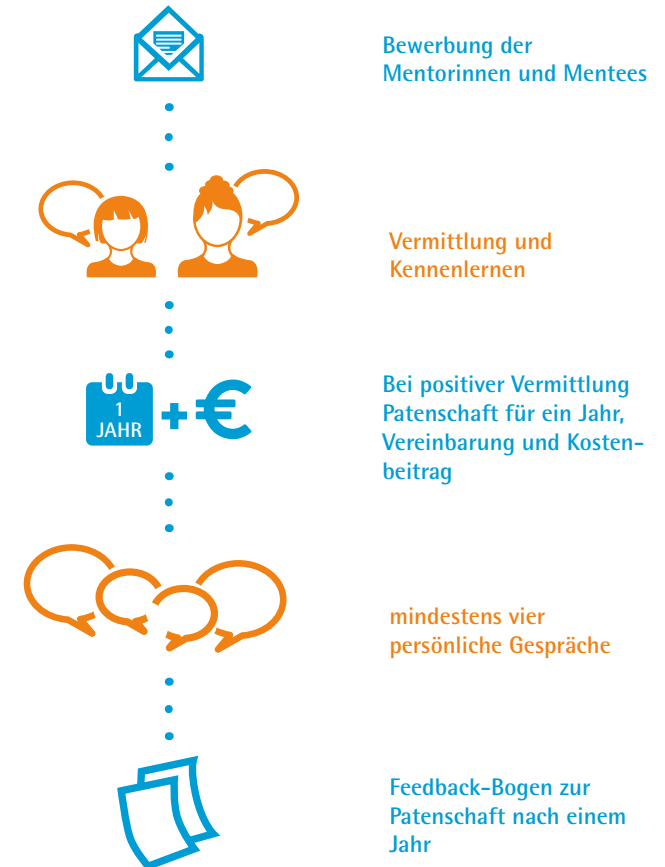 Bewerbung der
Mentorinnen und Mentees
Vermittlung und
Kennenlernen
1
JAHR
+ €
Bei positiver Vermittlung
Patenschaft für ein Jahr,
Vereinbarung und Kosten-
beitrag
mindestens vier
persönliche Gespräche
Feedback-Bogen zur
Patenschaft nach einem
Jahr